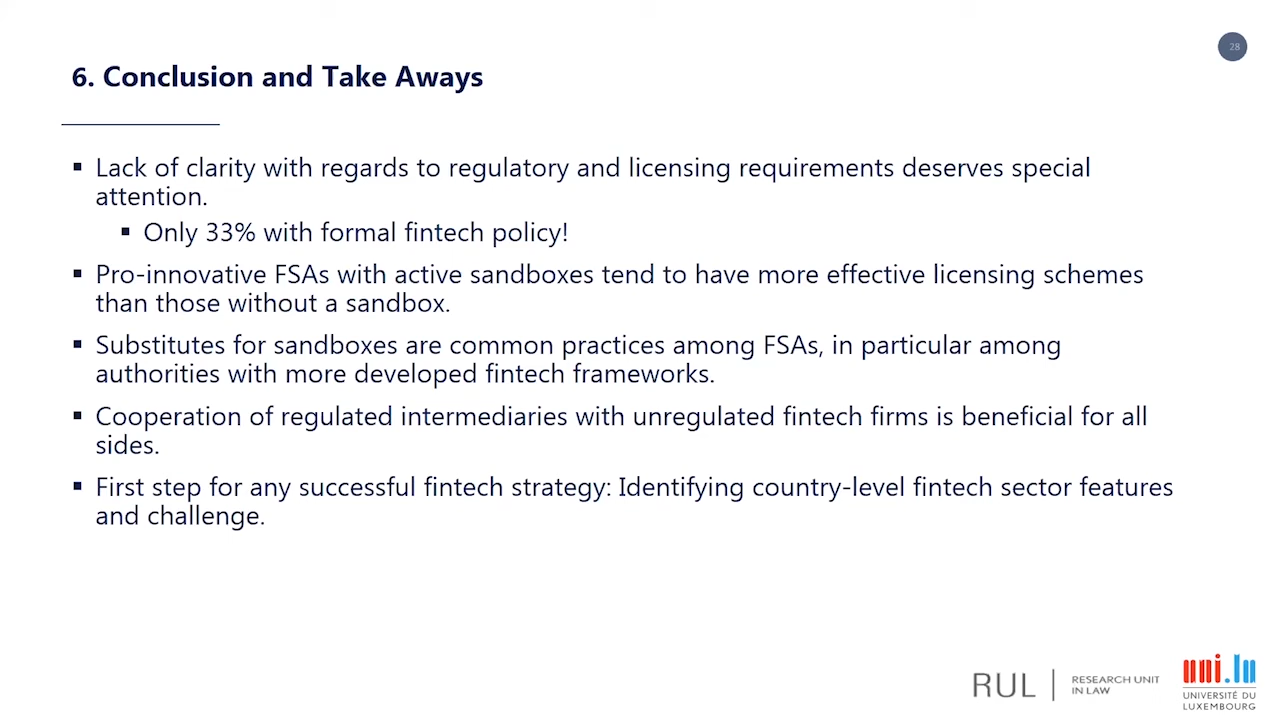 28
6. Conclusion and Take Aways
▪ Lack of clarity with regards to regulatory and licensing requirements deserves special
attention.
▪ Only 33% with formal fintech policy!
▪ Pro-innovative FSAs with active sandboxes tend to have more effective licensing schemes
than those without a sandbox.
▪ Substitutes for sandboxes are common practices among FSAs, in particular among
authorities with more developed fintech frameworks.
▪ Cooperation of regulated intermediaries with unregulated fintech firms is beneficial for all
sides.
▪ First step for any successful fintech strategy: Identifying country-level fintech sector features
and challenge.
RUL | RESEARCH UNIT
IN LAW
uni.lu
UNIVERSITÉ DU
LUXEMBOURG